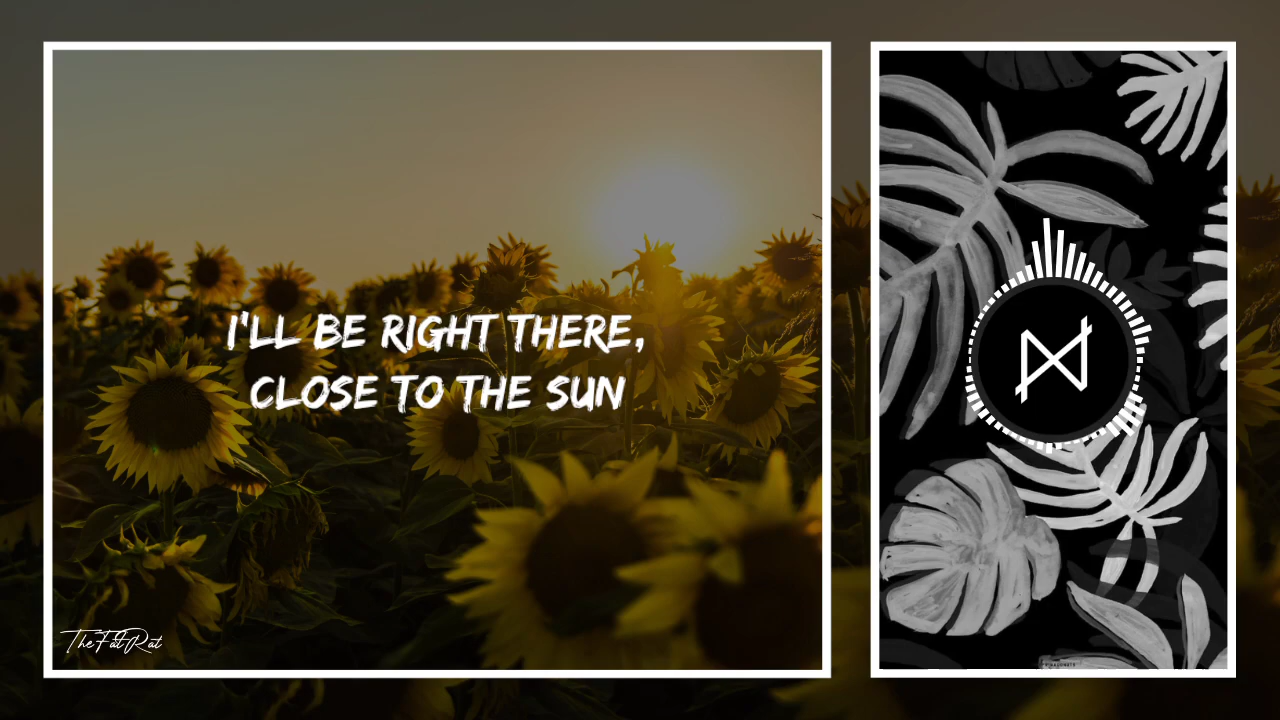 I'LL BE RIGHT THERE,
CLOSE TO THE SUN
TheFatRat